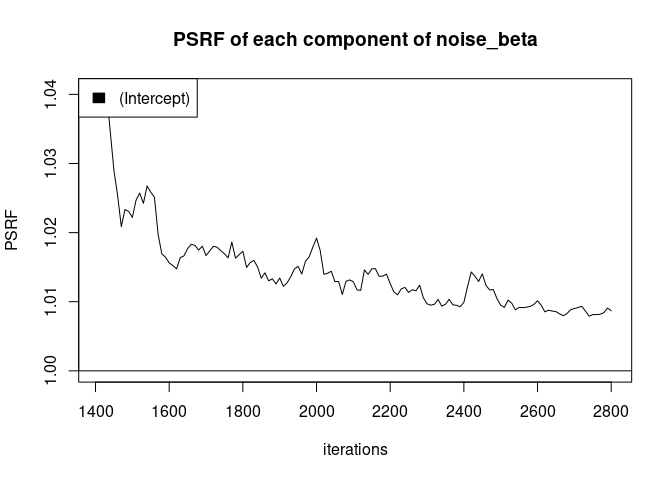 PSRF of each component of noise_beta
(Intercept)
PSRF
1.04
1.03
1.02
1.01
1.00
1400 1600 1800 2000 2200 2400 2600 2800
iterations